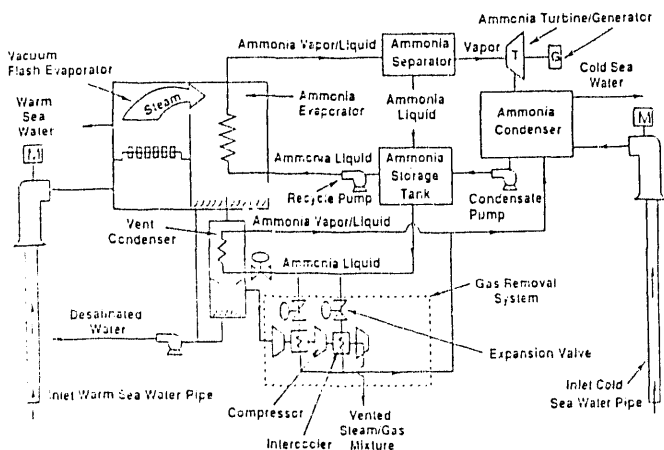 Ammonia Turbine/Generator
Ammonia Vapor/Liquid
Ammonia
Separator
Vapor
T
G
Cold Sea
Water
Vacuum
Flash Evaporator
Steam
Ammonia
Evaporator
Ammonia
Liquid
Ammonia
Condenser
M
Warm
Sea
Water
M
Ammonia Liquid
Ammonia
Storage
Tank
Recycle Pump
Condensate
Pump
Ammonia Vapor/Liquid
Vent
Condenser
Ammonia Liquid
Gas Removal
System
Desalinated
Water
Expansion Valve
Inlet Warm Sea Water Pipe
Inlet Cold
Sea Water Pipe
Compressor
Intercooler
Vented
Steam/Gas
Mixture